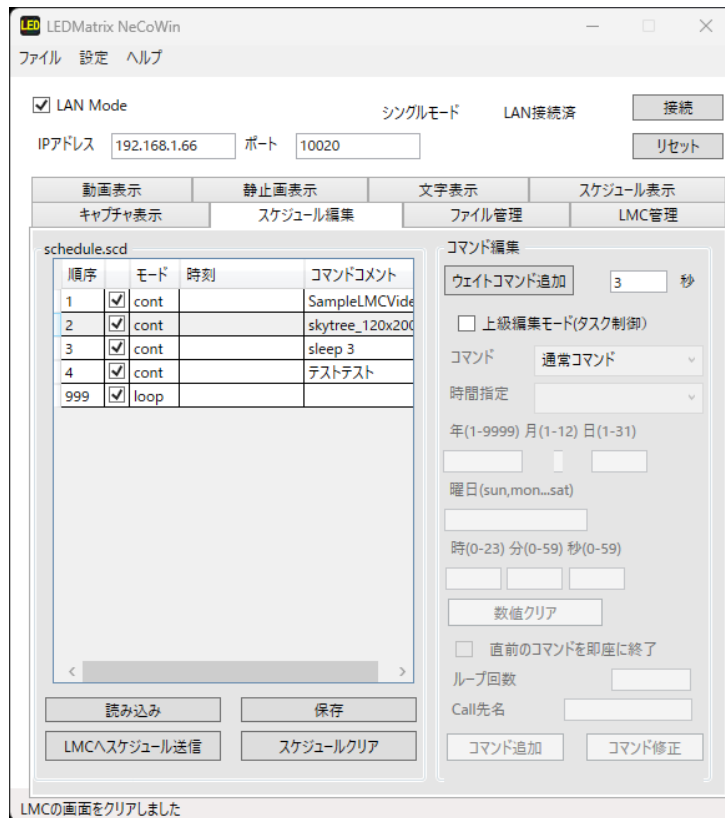 LED LEDMatrix NeCoWin
ファイル 設定 ヘルプ
LAN Mode
シングルモード LAN接続済 接続
IPアドレス 192.168.1.66 ポート 10020 リセット
動画表示 静止画表示 文字表示 スケジュール表示
キャプチャ表示 スケジュール編集 ファイル管理 LMC管理
schedule.scd
順序 モード 時刻 コマンドコメント
1 cont SampleLMCVide
2 cont skytree_120x200
3 cont sleep 3
4 cont テストテスト
999 loop
読み込み 保存
LMCへスケジュール送信 スケジュールクリア
コマンド編集
ウェイトコマンド追加 3 秒
上級編集モード(タスク制御)
コマンド 通常コマンド
時間指定
年(1-9999) 月(1-12) 日(1-31)
曜日(sun,mon...sat)
時(0-23) 分(0-59) 秒(0-59)
数値クリア
直前のコマンドを即座に終了
ループ回数
Call先名
コマンド追加 コマンド修正
LMCの画面をクリアしました